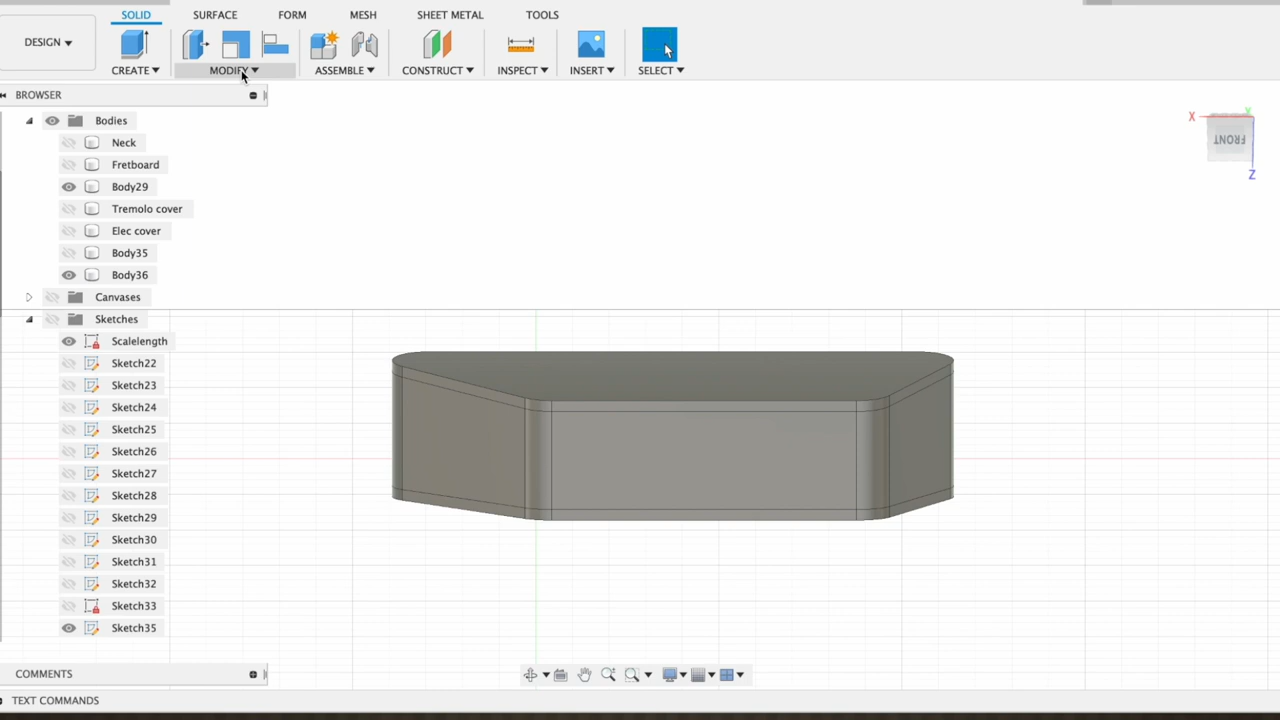 SOLID SURFACE FORM MESH SHEET METAL TOOLS
DESIGN
CREATE MODIFY ASSEMBLE CONSTRUCT INSPECT INSERT SELECT
BROWSER
Bodies
Neck
Fretboard
Body29
Tremolo cover
Elec cover
Body35
Body36
Canvases
Sketches
Scalelength
Sketch22
Sketch23
Sketch24
Sketch25
Sketch26
Sketch27
Sketch28
Sketch29
Sketch30
Sketch31
Sketch32
Sketch33
Sketch35
X Y
FRONT
Z
COMMENTS
TEXT COMMANDS